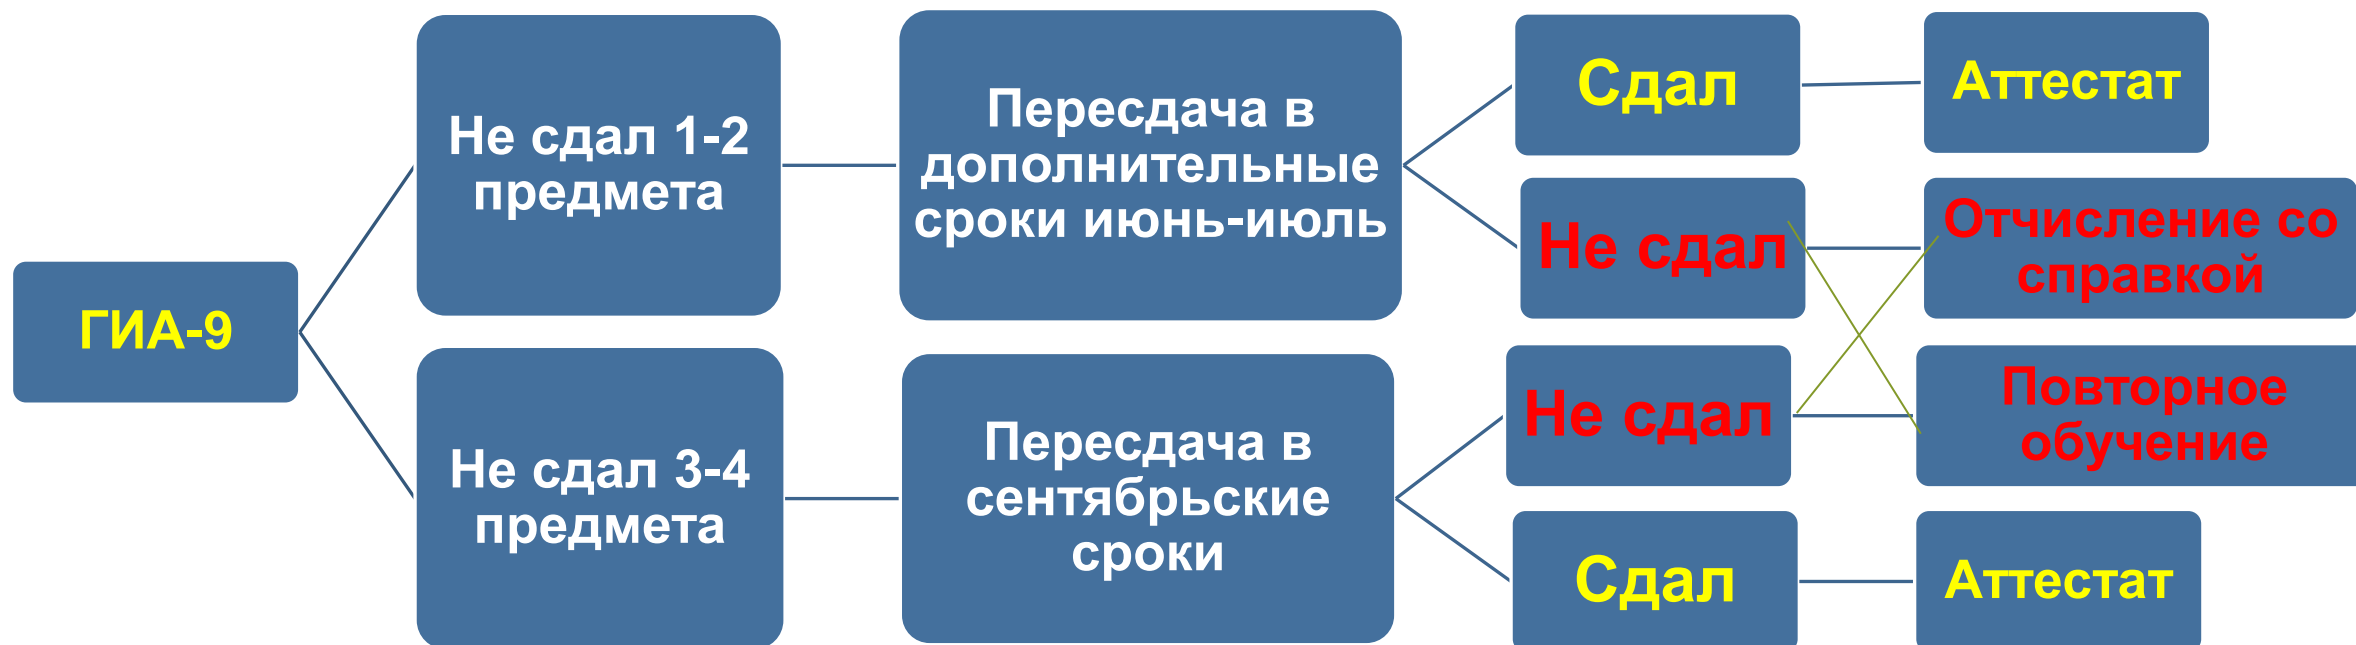 ГИА-9
Не сдал 1-2
предмета
Пересдача в
дополнительные
сроки июнь-июль
Сдал
Аттестат
Не сдал
Отчисление со
справкой
Не сдал 3-4
предмета
Пересдача в
сентябрьские
сроки
Не сдал
Повторное
обучение
Сдал
Аттестат